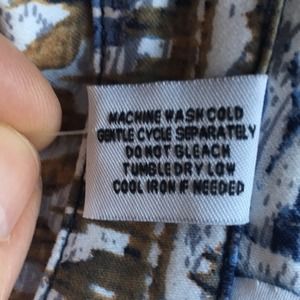 MACHINE WASH COLD
GENTLE CYCLE SEPARATELY
DO NOT BLEACH
TUMBLE DRY LOW
COOL IRON IF NEEDED